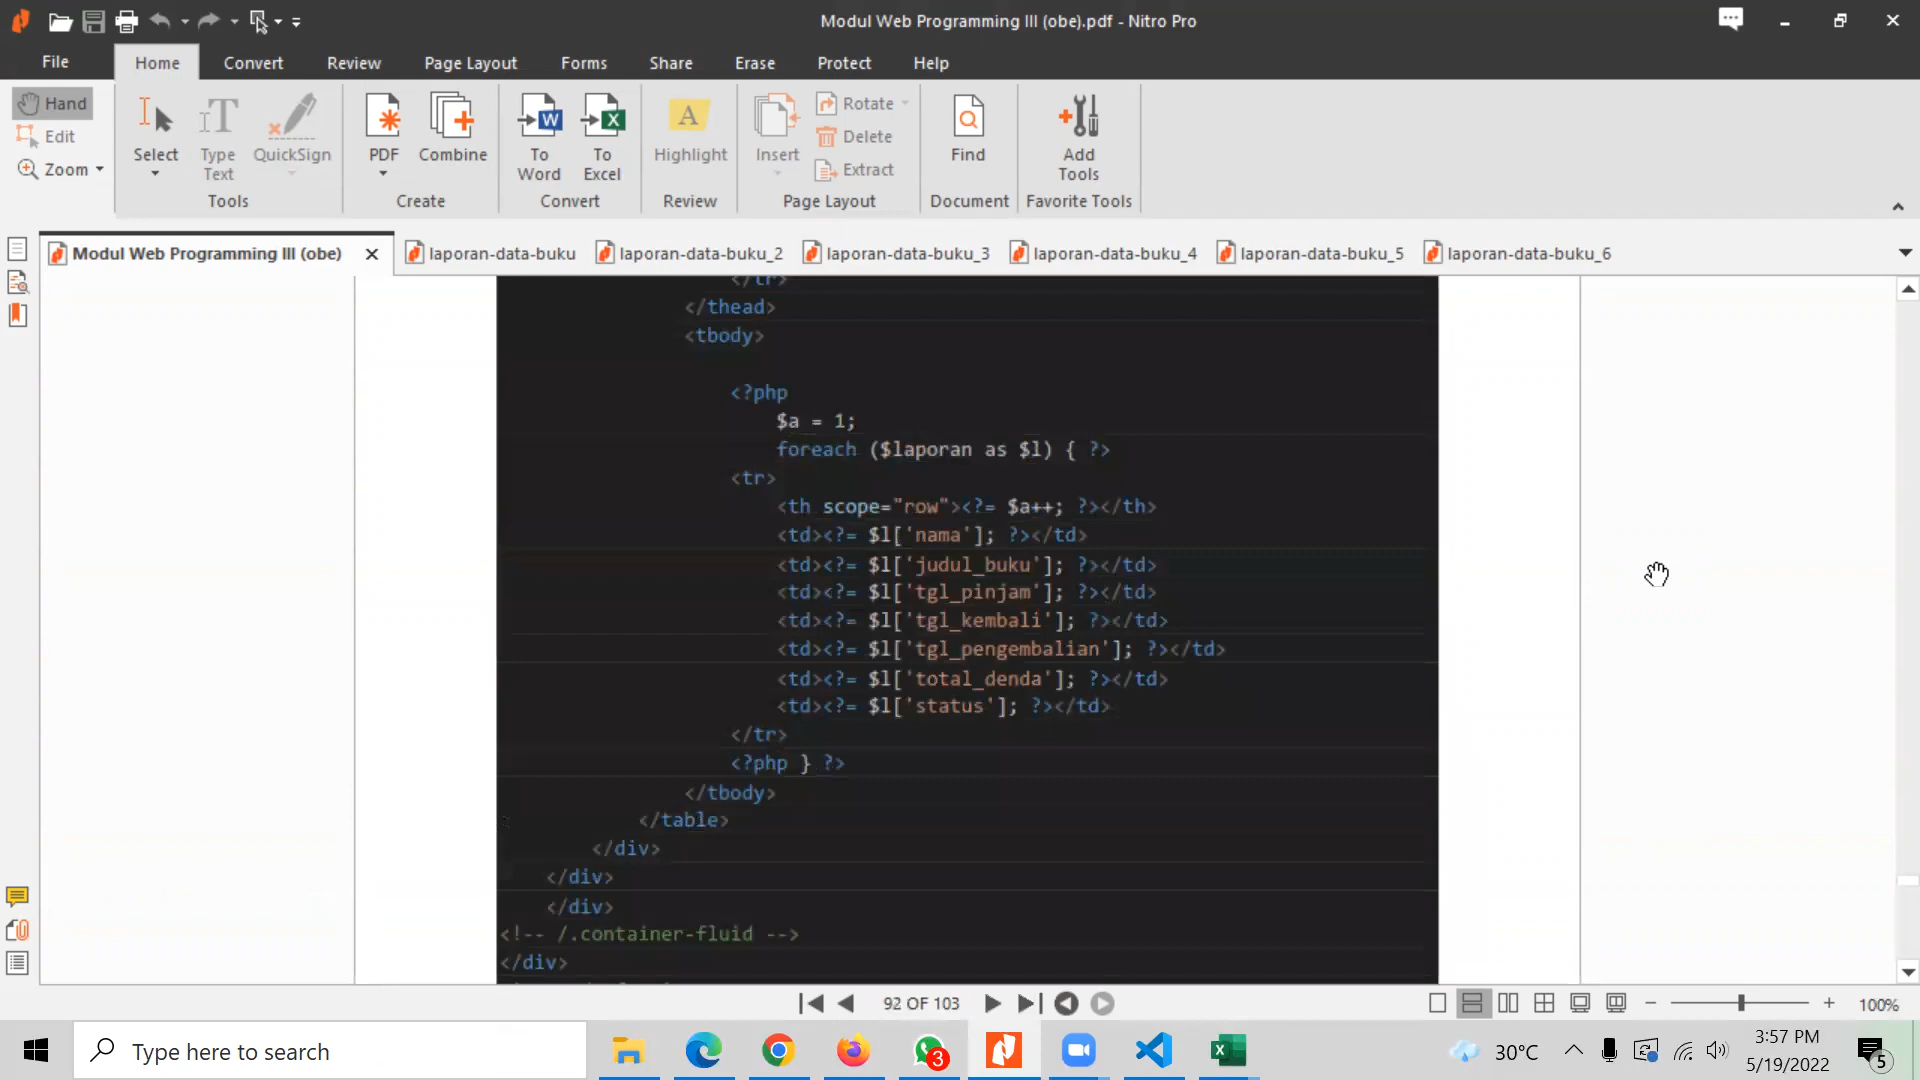 Modul Web Programming III (obe).pdf - Nitro Pro
File
Home
Convert
Review
Page Layout
Forms
Share
Erase
Protect
Help
Hand
Edit
Zoom
Select
Type Text
QuickSign
Tools
PDF
Combine
Create
To Word
To Excel
Convert
Highlight
Review
Insert
Rotate
Delete
Extract
Page Layout
Find
Document
Add Tools
Favorite Tools
Modul Web Programming III (obe)
laporan-data-buku
laporan-data-buku_2
laporan-data-buku_3
laporan-data-buku_4
laporan-data-buku_5
laporan-data-buku_6
</tr>
</thead>
<tbody>
<?php
$a = 1;
foreach ($laporan as $l) { ?>
<tr>
<th scope="row"><?= $a++; ?></th>
<td><?= $l['nama']; ?></td>
<td><?= $l['judul_buku']; ?></td>
<td><?= $l['tgl_pinjam']; ?></td>
<td><?= $l['tgl_kembali']; ?></td>
<td><?= $l['tgl_pengembalian']; ?></td>
<td><?= $l['total_denda']; ?></td>
<td><?= $l['status']; ?></td>
</tr>
<?php } ?>
</tbody>
</table>
</div>
</div>
</div>
<!-- /.container-fluid -->
</div>
92 OF 103
100%
Type here to search
3
30°C
3:57 PM
5/19/2022
5